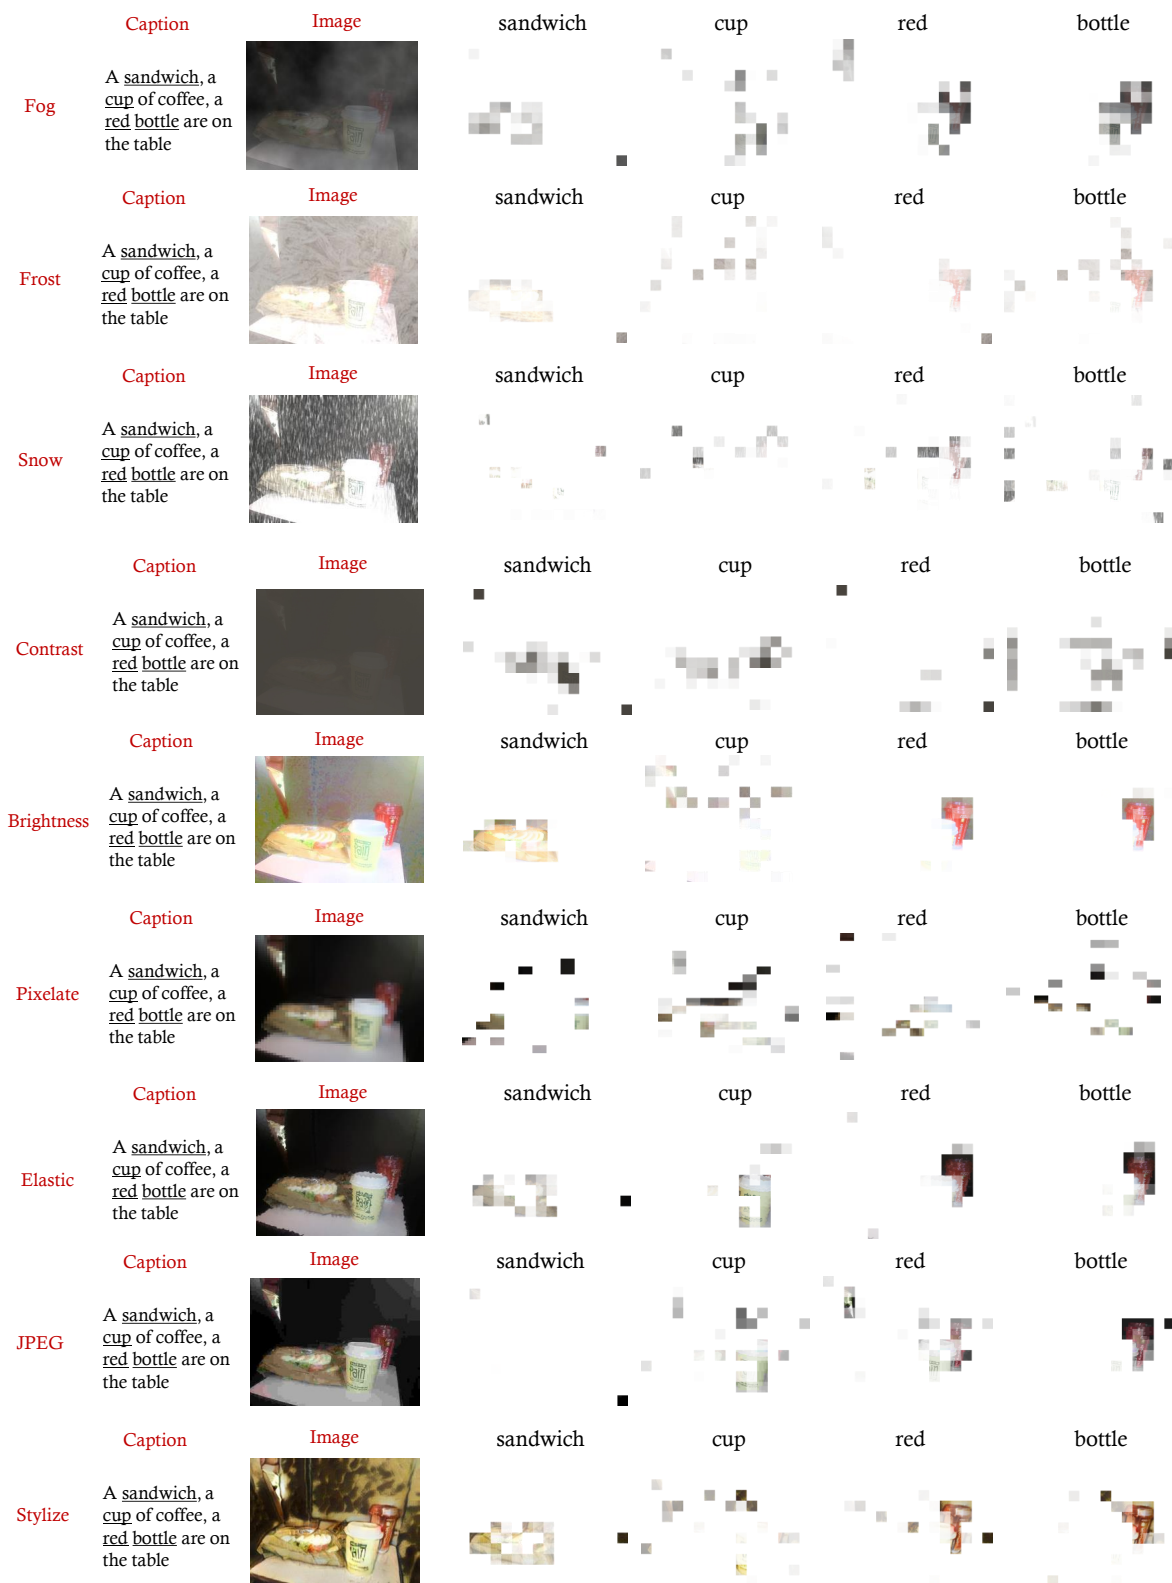 Caption Image sandwich cup red bottle
Fog
A sandwich, a
cup of coffee, a
red bottle are on
the table
Caption Image sandwich cup red bottle
Frost
A sandwich, a
cup of coffee, a
red bottle are on
the table
Caption Image sandwich cup red bottle
Snow
A sandwich, a
cup of coffee, a
red bottle are on
the table
Caption Image sandwich cup red bottle
Contrast
A sandwich, a
cup of coffee, a
red bottle are on
the table
Caption Image sandwich cup red bottle
Brightness
A sandwich, a
cup of coffee, a
red bottle are on
the table
Caption Image sandwich cup red bottle
Pixelate
A sandwich, a
cup of coffee, a
red bottle are on
the table
Caption Image sandwich cup red bottle
Elastic
A sandwich, a
cup of coffee, a
red bottle are on
the table
Caption Image sandwich cup red bottle
JPEG
A sandwich, a
cup of coffee, a
red bottle are on
the table
Caption Image sandwich cup red bottle
Stylize
A sandwich, a
cup of coffee, a
red bottle are on
the table